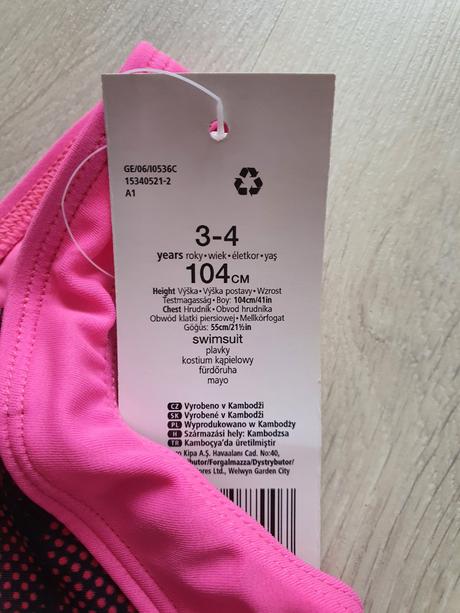 GE/06/I0536C
15340521-2
A1
3-4
years roky•wiek•életkor•yaş
104CM
Height Výška•Výška postavy•Wzrost
Testmagasság•Boy: 104cm/41in
Chest Hrudník•Obvod hrudníka
Obwód klatki piersiowej•Mellkörfogat
Göğüs: 55cm/21½in
swimsuit
plavky
kostium kąpielowy
fürdőruha
mayo
CZ Vyrobeno v Kambodži
SK Vyrobené v Kambodži
PL Wyprodukowano w Kambodży
H Származási hely: Kambodzsa
TR Kamboçya'da üretilmiştir
Kipa A.Ş. Havaalanı Cad. No:40,
/Forgalmazza/Dystrybutor/
Ltd., Welwyn Garden City